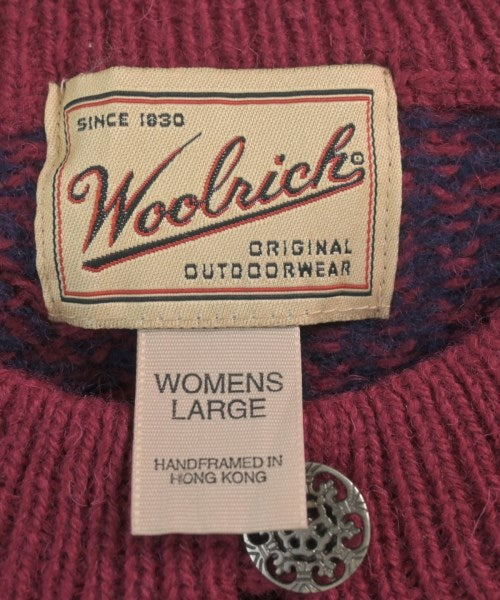 SINCE 1830
Woolrich®
ORIGINAL
OUTDOORWEAR
WOMENS
LARGE
HANDFRAMED IN
HONG KONG